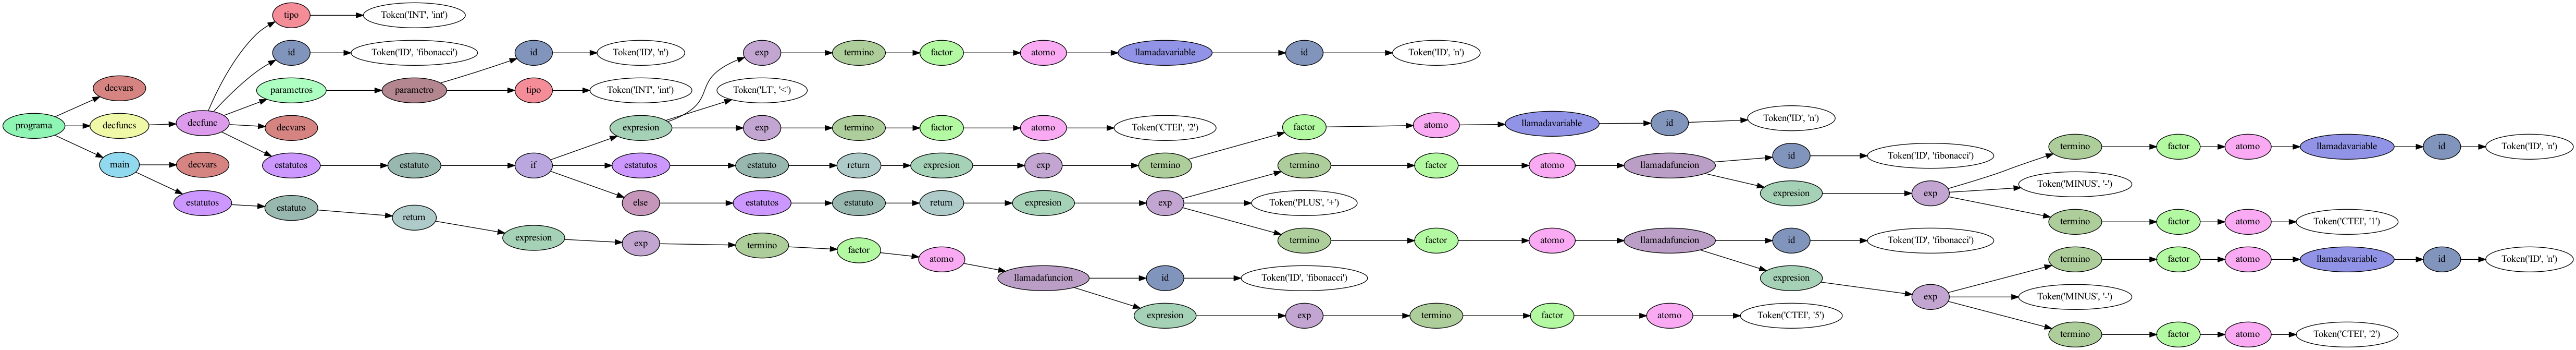 tipo Token('INT', 'int')
id Token('ID', 'fibonacci') id Token('ID', 'n') exp termino factor atomo llamadavariable id Token('ID', 'n')
decvars parametros parametro tipo Token('INT', 'int') Token('LT', '<')
programa decfuncs decfunc decvars expresion exp termino factor atomo Token('CTEI', '2') factor atomo llamadavariable id Token('ID', 'n')
main decvars estatutos estatuto if estatutos estatuto return expresion exp termino termino factor atomo llamadafuncion id Token('ID', 'fibonacci') termino factor atomo llamadavariable id Token('ID', 'n')
Token('MINUS', '-')
estatutos estatuto return else estatutos estatuto return expresion exp Token('PLUS', '+') expresion exp
termino factor atomo Token('CTEI', '1')
expresion exp termino factor atomo termino factor atomo llamadafuncion id Token('ID', 'fibonacci')
termino factor atomo llamadavariable id Token('ID', 'n')
llamadafuncion id Token('ID', 'fibonacci') expresion exp Token('MINUS', '-')
expresion exp termino factor atomo Token('CTEI', '5')
termino factor atomo Token('CTEI', '2')